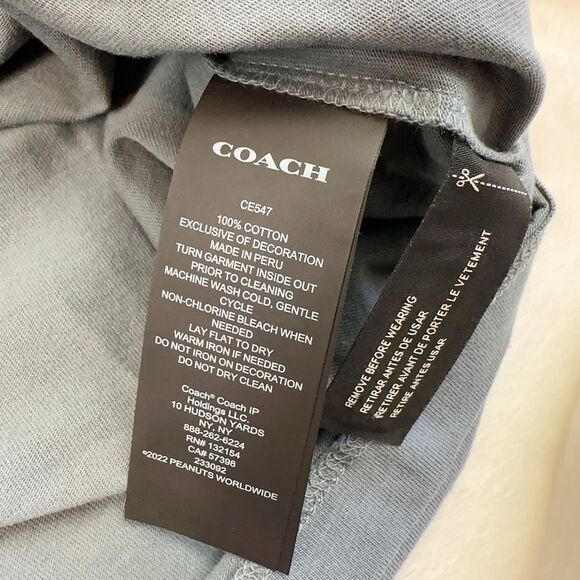 COACH
CE547
100% COTTON
EXCLUSIVE OF DECORATION
MADE IN PERU
TURN GARMENT INSIDE OUT
PRIOR TO CLEANING
MACHINE WASH COLD, GENTLE
CYCLE
NON-CHLORINE BLEACH WHEN
NEEDED
LAY FLAT TO DRY
WARM IRON IF NEEDED
DO NOT IRON ON DECORATION
DO NOT DRY CLEAN
Coach® Coach IP
Holdings LLC.
10 HUDSON YARDS
NY, NY
888-262-6224
RN# 132154
CA# 57398
233092
©2022 PEANUTS WORLDWIDE
REMOVE BEFORE WEARING
RETIRAR ANTES DE USAR
RETIRER AVANT DE PORTER LE VETEMENT
RETIRE ANTES USAR